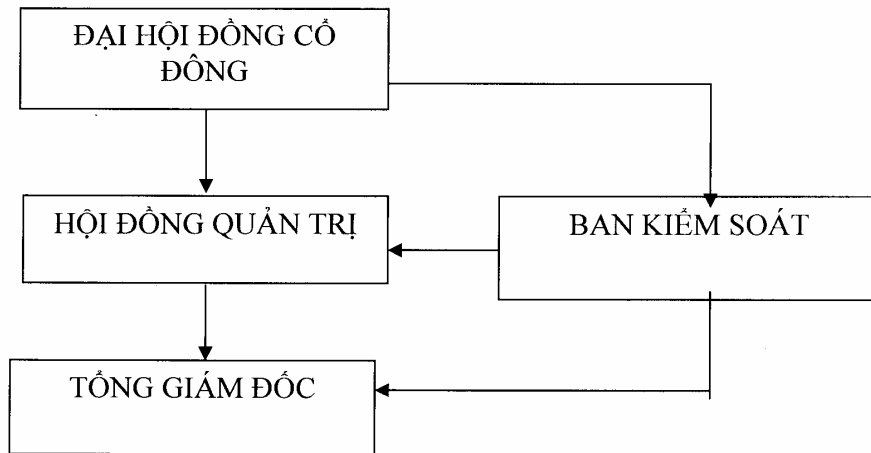 ĐẠI HỘI ĐỒNG CỔ
ĐÔNG
HỘI ĐỒNG QUẢN TRỊ
BAN KIỂM SOÁT
TỔNG GIÁM ĐỐC